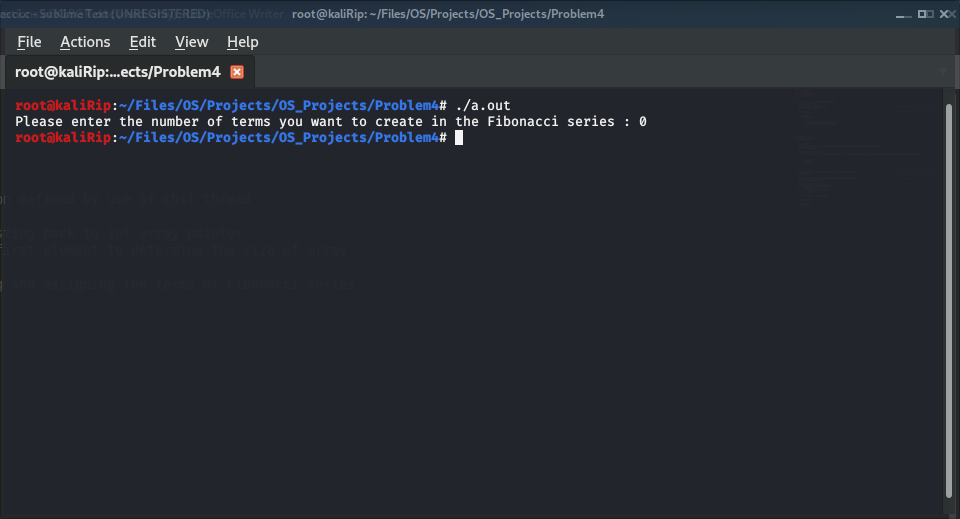 root@kaliRip: ~/Files/OS/Projects/OS_Projects/Problem4
File Actions Edit View Help
root@kaliRip:...ects/Problem4
root@kaliRip:~/Files/OS/Projects/OS_Projects/Problem4# ./a.out
Please enter the number of terms you want to create in the Fibonacci series : 0
root@kaliRip:~/Files/OS/Projects/OS_Projects/Problem4#